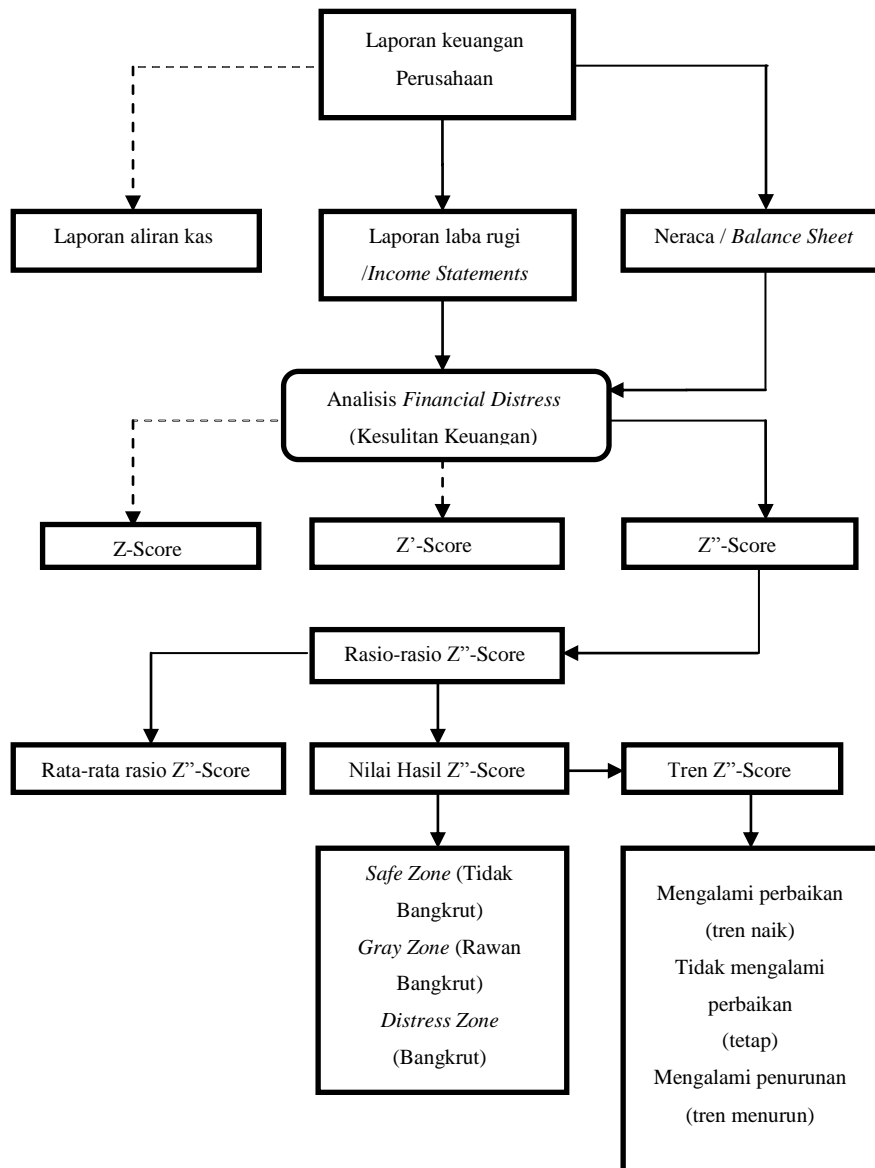 Laporan keuangan
Perusahaan
Laporan aliran kas
Laporan laba rugi
/Income Statements
Neraca / Balance Sheet
Analisis Financial Distress
(Kesulitan Keuangan)
Z-Score
Z’-Score
Z”-Score
Rasio-rasio Z”-Score
Rata-rata rasio Z”-Score
Nilai Hasil Z”-Score
Tren Z”-Score
Safe Zone (Tidak
Bangkrut)
Gray Zone (Rawan
Bangkrut)
Distress Zone
(Bangkrut)
Mengalami perbaikan
(tren naik)
Tidak mengalami
perbaikan
(tetap)
Mengalami penurunan
(tren menurun)